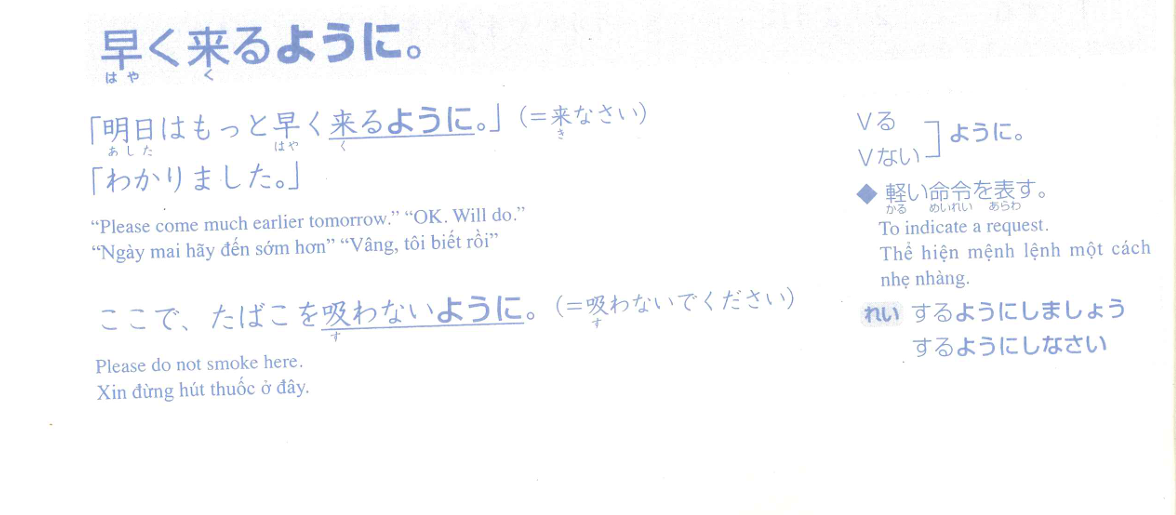 早く来るように。
はや く
「明日はもっと早く来るように。」（＝来なさい）
あした はや く き
「わかりました。」
“Please come much earlier tomorrow.” “OK. Will do.”
“Ngày mai hãy đến sớm hơn” “Vâng, tôi biết rồi”
ここで、たばこを吸わないように。（＝吸わないでください）
す す
Please do not smoke here.
Xin đừng hút thuốc ở đây.
Vる
Vない
ように。
◆ 軽い命令を表す。
かる めいれい あらわ
To indicate a request.
Thể hiện mệnh lệnh một cách
nhẹ nhàng.
れい するようにしましょう
するようにしなさい